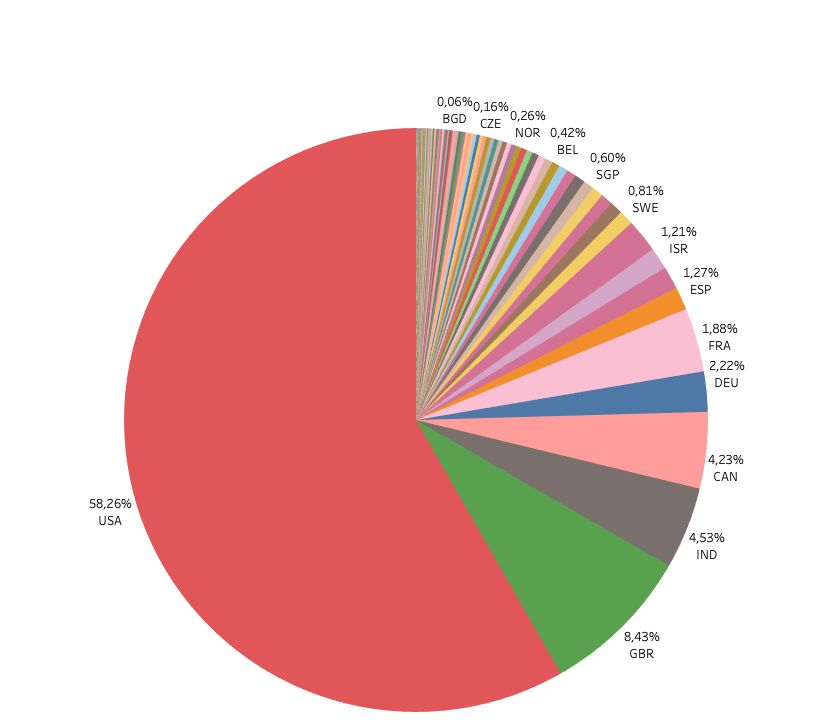 0,06%
BGD
0,16%
CZE
0,26%
NOR
0,42%
BEL
0,60%
SGP
0,81%
SWE
1,21%
ISR
1,27%
ESP
1,88%
FRA
2,22%
DEU
4,23%
CAN
4,53%
IND
8,43%
GBR
58,26%
USA